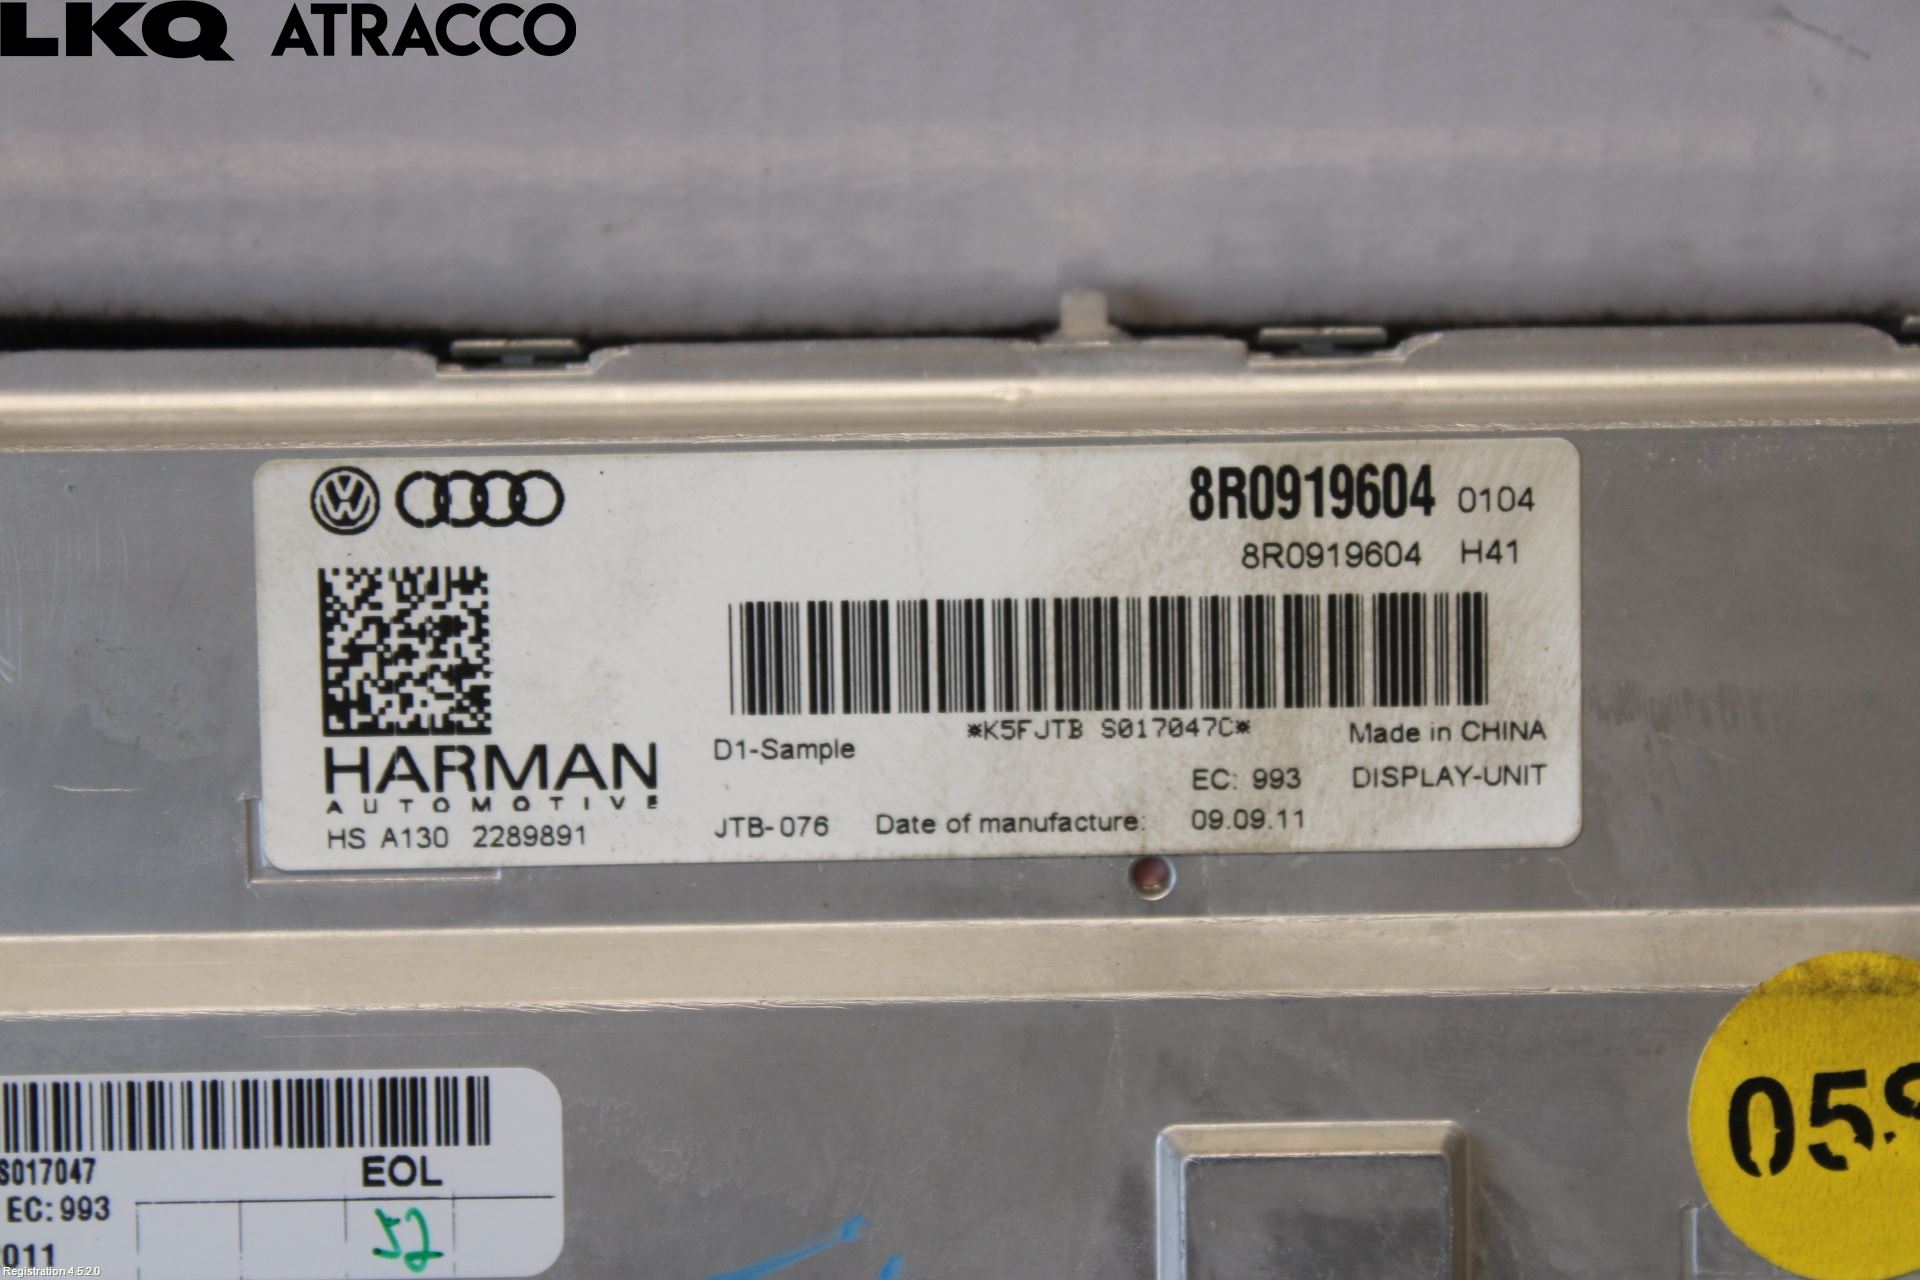 LKQ ATRACCO
8R0919604 0104
8R0919604 H41
*K5FJTB S017047C*
D1-Sample
Made in CHINA
HARMAN
AUTOMOTIVE
EC: 993 DISPLAY-UNIT
HS A130 2289891
JTB-076 Date of manufacture: 09.09.11
S017047 EOL
EC: 993
52
011
05
Registration 4.5.2.0